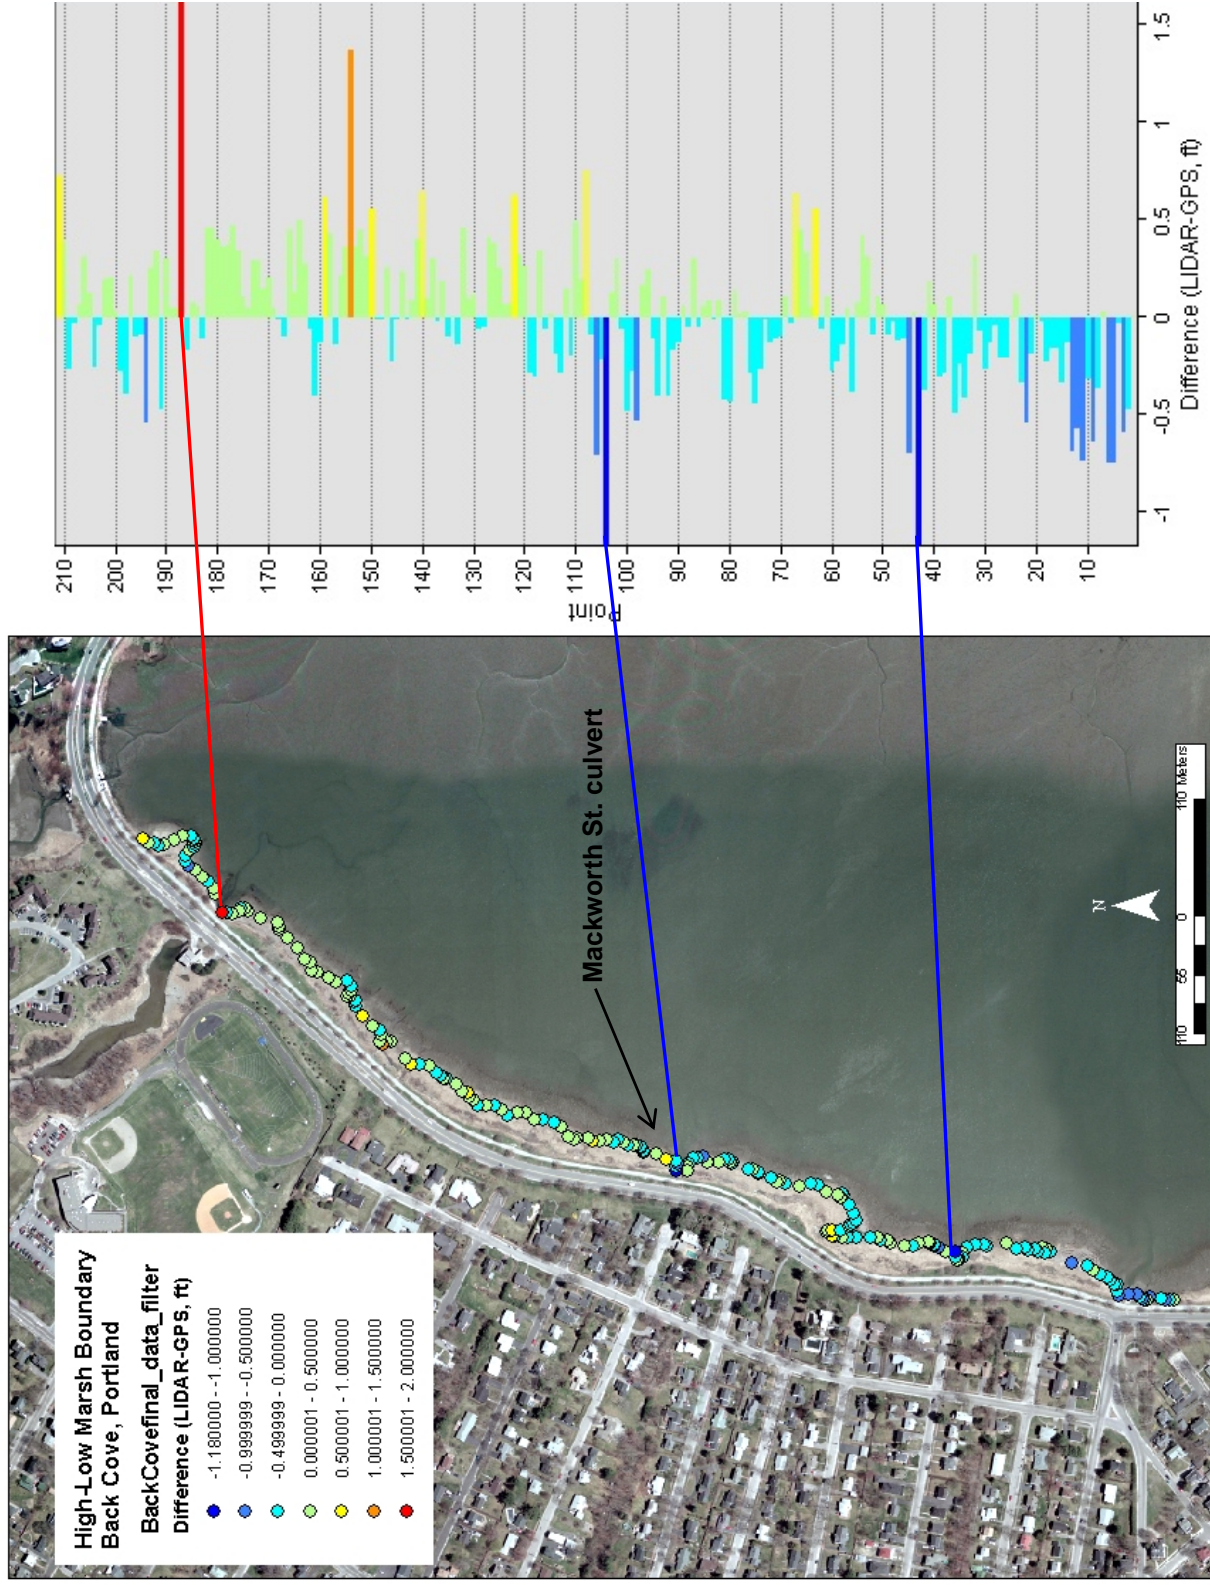 High-Low Marsh Boundary
Back Cove, Portland
BackCovefinal_data_filter
Difference (LIDAR-GPS, ft)
-1.180000 - -1.000000
-0.999999 - -0.500000
-0.499999 - 0.000000
0.000001 - 0.500000
0.500001 - 1.000000
1.000001 - 1.500000
1.500001 - 2.000000
Mackworth St. culvert
N
110 55 0 110 Meters
Point
210
200
190
180
170
160
150
140
130
120
110
100
90
80
70
60
50
40
30
20
10
-1
-0.5
0
0.5
1
1.5
Difference (LIDAR-GPS, ft)